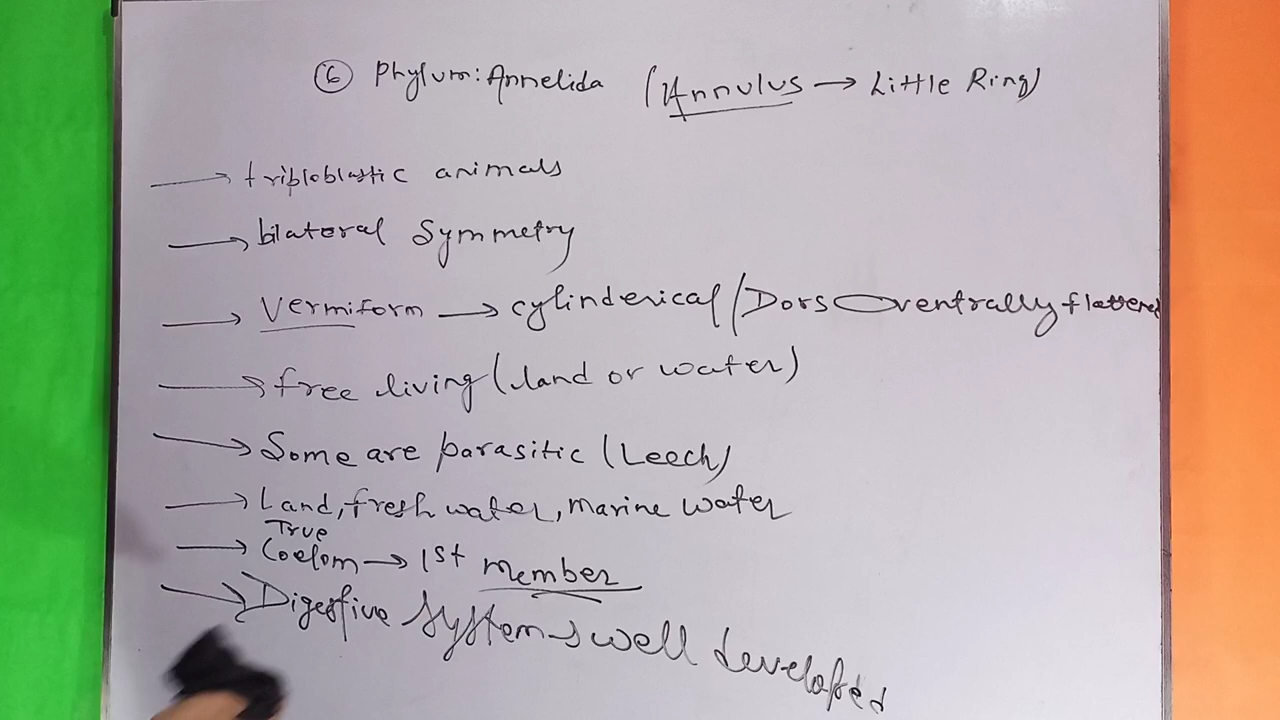 ⑥ Phylum: Annelida (Annulus → Little Ring)
→ tribloblastic animals
→ bilateral Symmetry
→ Vermiform → cylinderical/Dorsoventrally flattened
→ free living (land or water)
→ Some are parasitic (Leech)
→ Land, fresh water, marine water
True
→ Coelom → 1st member
→ Digestive system → well developed